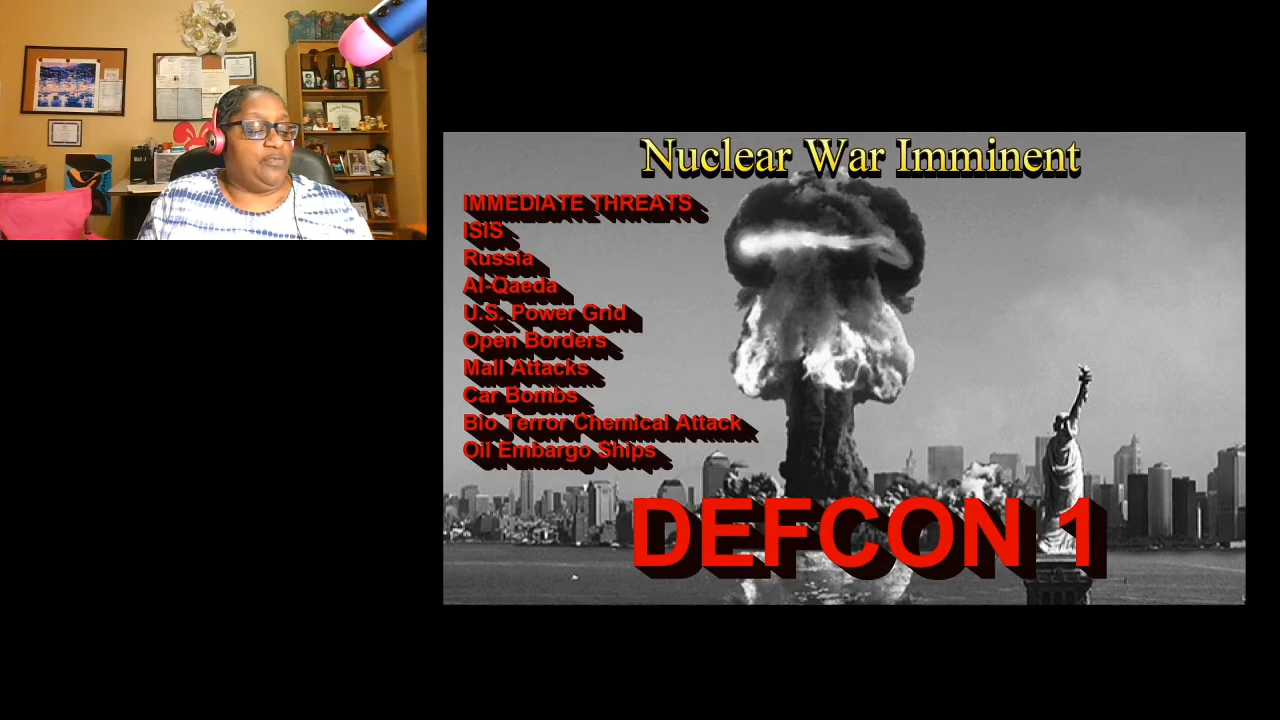 Nuclear War Imminent
IMMEDIATE THREATS
ISIS
Russia
Al-Qaeda
U.S. Power Grid
Open Borders
Mall Attacks
Car Bombs
Bio Terror Chemical Attack
Oil Embargo Ships
DEFCON 1